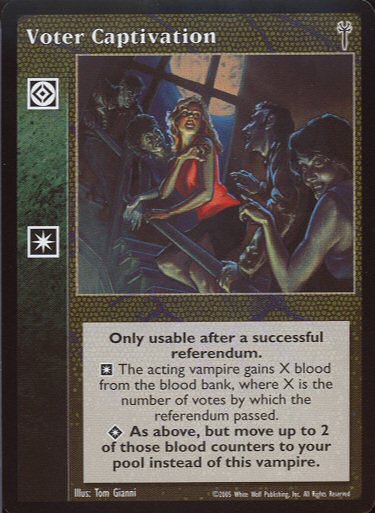 Voter Captivation
Only usable after a successful
referendum.
The acting vampire gains X blood
from the blood bank, where X is the
number of votes by which the
referendum passed.
As above, but move up to 2
of those blood counters to your
pool instead of this vampire.
Illus: Tom Gianni ©2005 White Wolf Publishing, Inc. All Rights Reserved